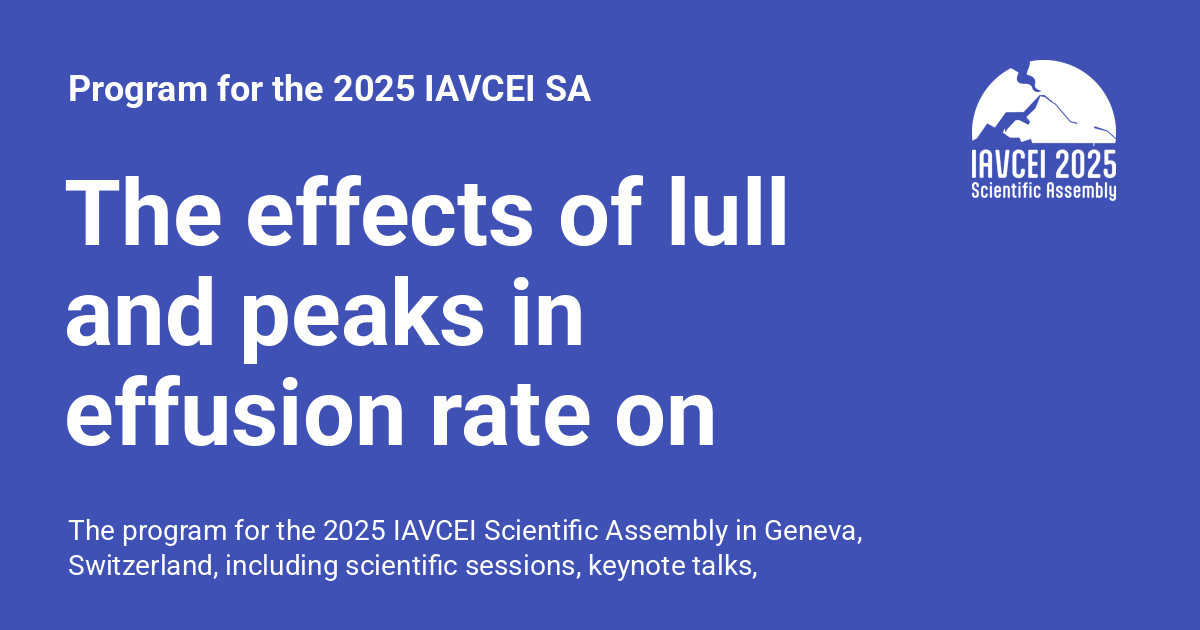 Program for the 2025 IAVCEI SA
IAVCEI 2025
Scientific Assembly
The effects of lull
and peaks in
effusion rate on
The program for the 2025 IAVCEI Scientific Assembly in Geneva,
Switzerland, including scientific sessions, keynote talks,